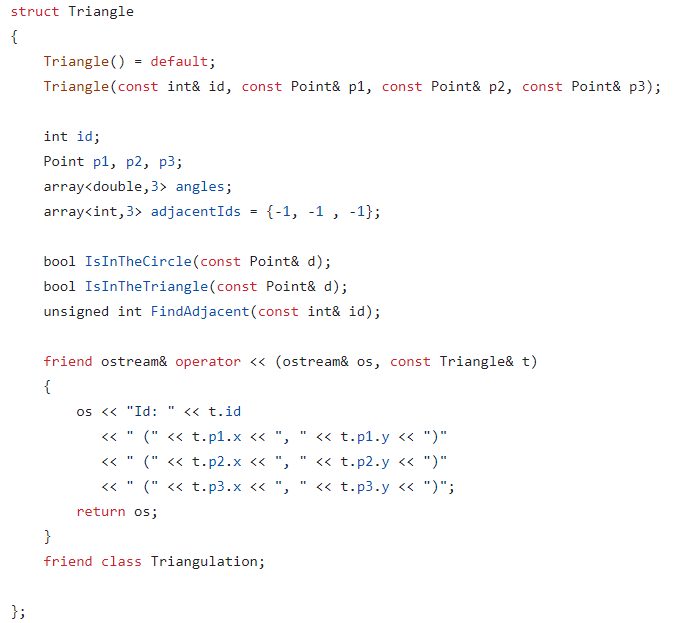 struct Triangle
{
    Triangle() = default;
    Triangle(const int& id, const Point& p1, const Point& p2, const Point& p3);

    int id;
    Point p1, p2, p3;
    array<double,3> angles;
    array<int,3> adjacentIds = {-1, -1 , -1};

    bool IsInTheCircle(const Point& d);
    bool IsInTheTriangle(const Point& d);
    unsigned int FindAdjacent(const int& id);

    friend ostream& operator << (ostream& os, const Triangle& t)
    {
        os << "Id: " << t.id
           << " (" << t.p1.x << ", " << t.p1.y << ")"
           << " (" << t.p2.x << ", " << t.p2.y << ")"
           << " (" << t.p3.x << ", " << t.p3.y << ")";
        return os;
    }
    friend class Triangulation;

};